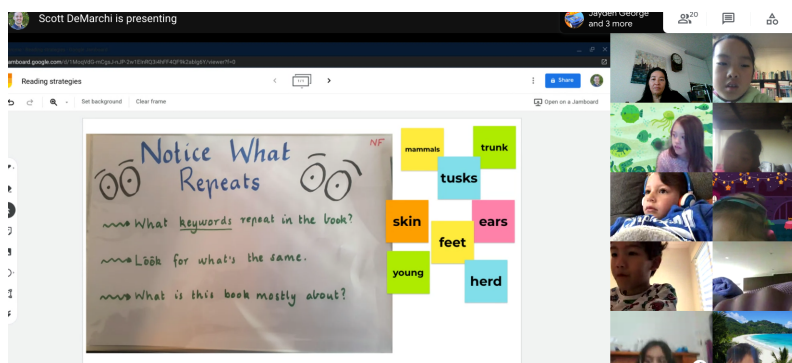 Scott DeMarchi is presenting
Jayden George
and 3 more
20
Reading strategies
Share
Set background
Clear frame
Open on a Jamboard
NF
Notice What
Repeats
What keywords repeat in the book?
Look for what's the same.
What is this book mostly about?
mammals
trunk
tusks
skin
ears
feet
young
herd